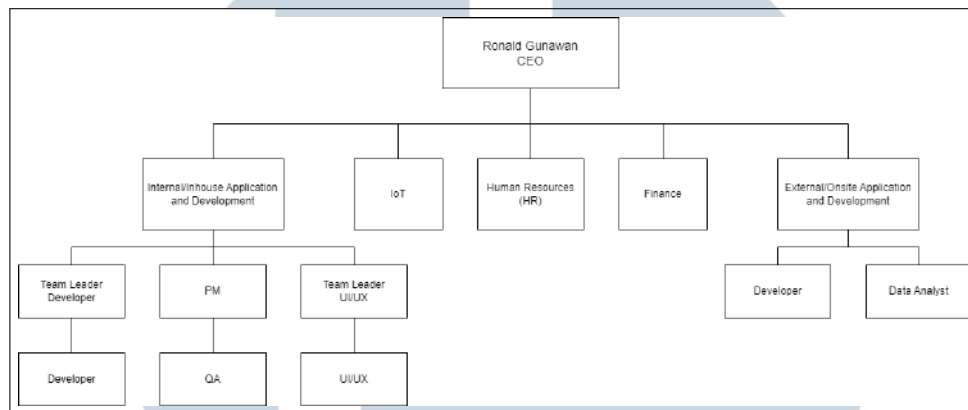 Ronald Gunawan
CEO
Internal/Inhouse Application
and Development
IoT
Human Resources
(HR)
Finance
External/Onsite Application
and Development
Team Leader
Developer
PM
Team Leader
UI/UX
Developer
Data Analyst
Developer
QA
UI/UX